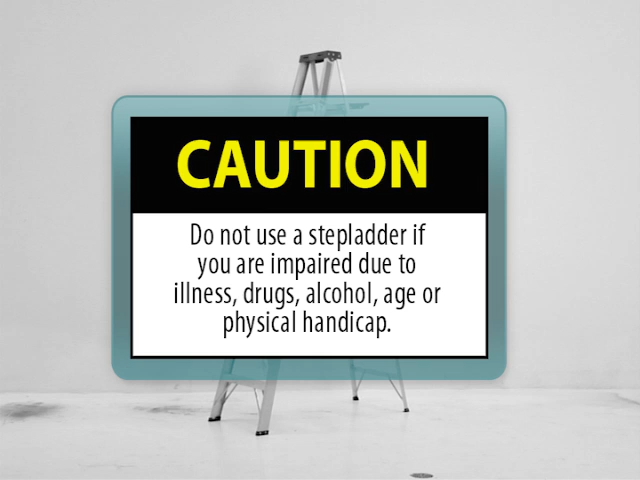 CAUTION
Do not use a stepladder if
you are impaired due to
illness, drugs, alcohol, age or
physical handicap.